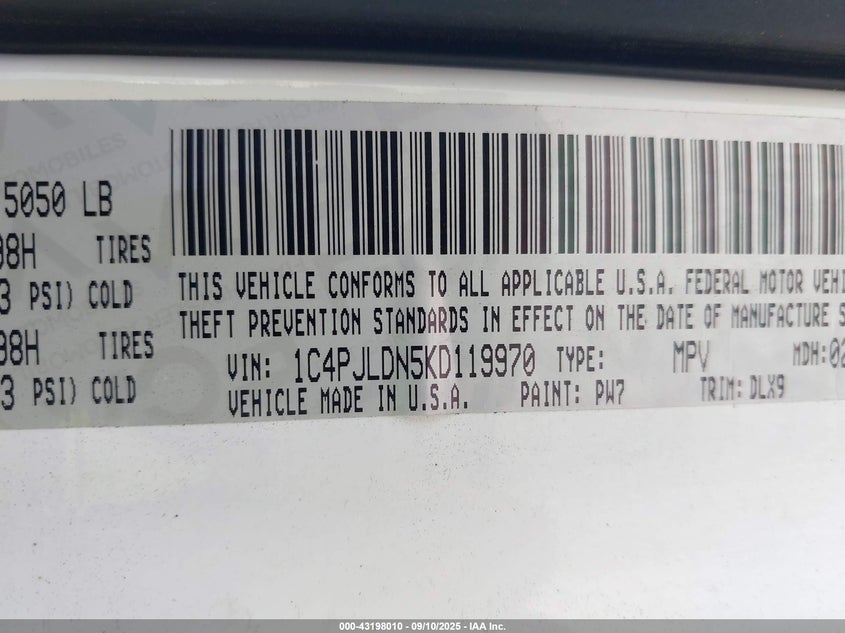 5050 LB
98H TIRES
3 PSI) COLD
98H TIRES
3 PSI) COLD
THIS VEHICLE CONFORMS TO ALL APPLICABLE U.S.A. FEDERAL MOTOR VEHI
THEFT PREVENTION STANDARDS IN EFFECT ON THE DATE OF MANUFACTURE S
VIN: 1C4PJLDN5KD119970 TYPE: MPV MDH:02
VEHICLE MADE IN U.S.A. PAINT: PW7 TRIM: DLX9
000-43198010 - 09/10/2025 - IAA Inc.